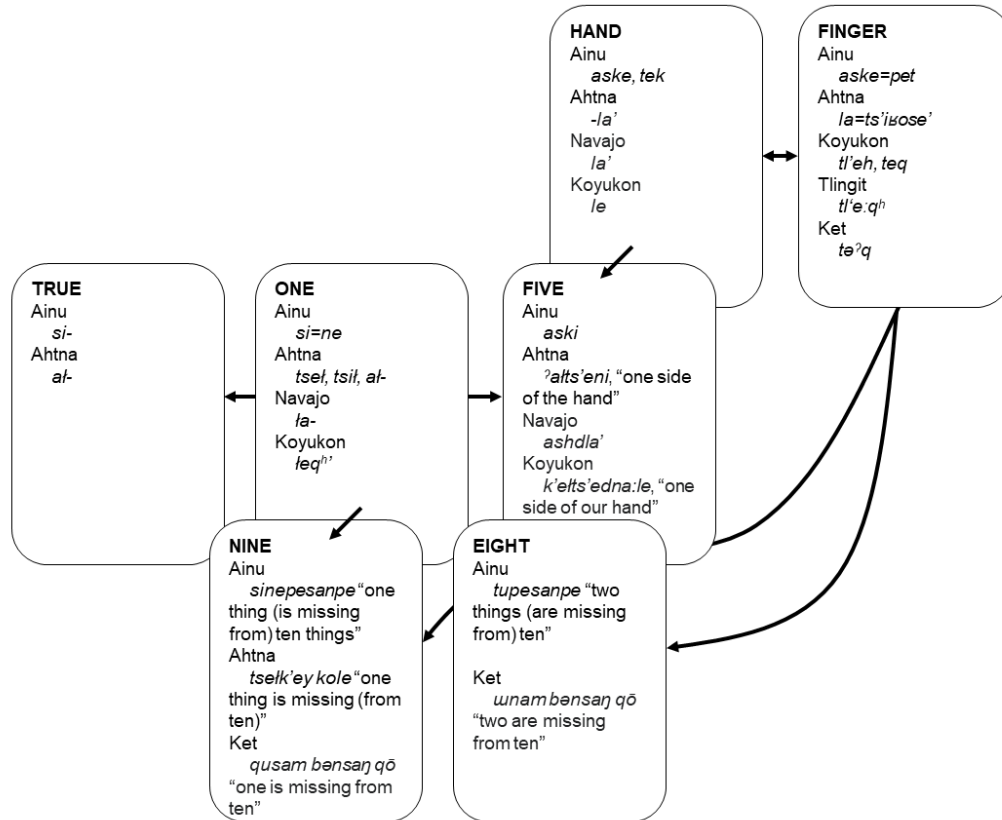 HAND
Ainu
aske, tek
Ahtna
-la’
Navajo
la’
Koyukon
le
FINGER
Ainu
aske=pet
Ahtna
la=ts’iʁose’
Koyukon
tl’eh, teq
Tlingit
tl‘e:qʰ
Ket
təˀq
TRUE
Ainu
si-
Ahtna
ał-
ONE
Ainu
si=ne
Ahtna
tseł, tsił, ał-
Navajo
ła-
Koyukon
łeqʰ’
FIVE
Ainu
aski
Ahtna
ˀałts’eni, “one side
of the hand”
Navajo
ashdla’
Koyukon
k’ełts’edna:le, “one
side of our hand”
NINE
Ainu
sinepesanpe “one
thing (is missing
from) ten things”
Ahtna
tsełk’ey kole “one
thing is missing (from
ten)”
Ket
qusam bənsaŋ qō
“one is missing from
ten”
EIGHT
Ainu
tupesanpe “two
things (are missing
from) ten”
Ket
ɯnam bənsaŋ qō
“two are missing
from ten”